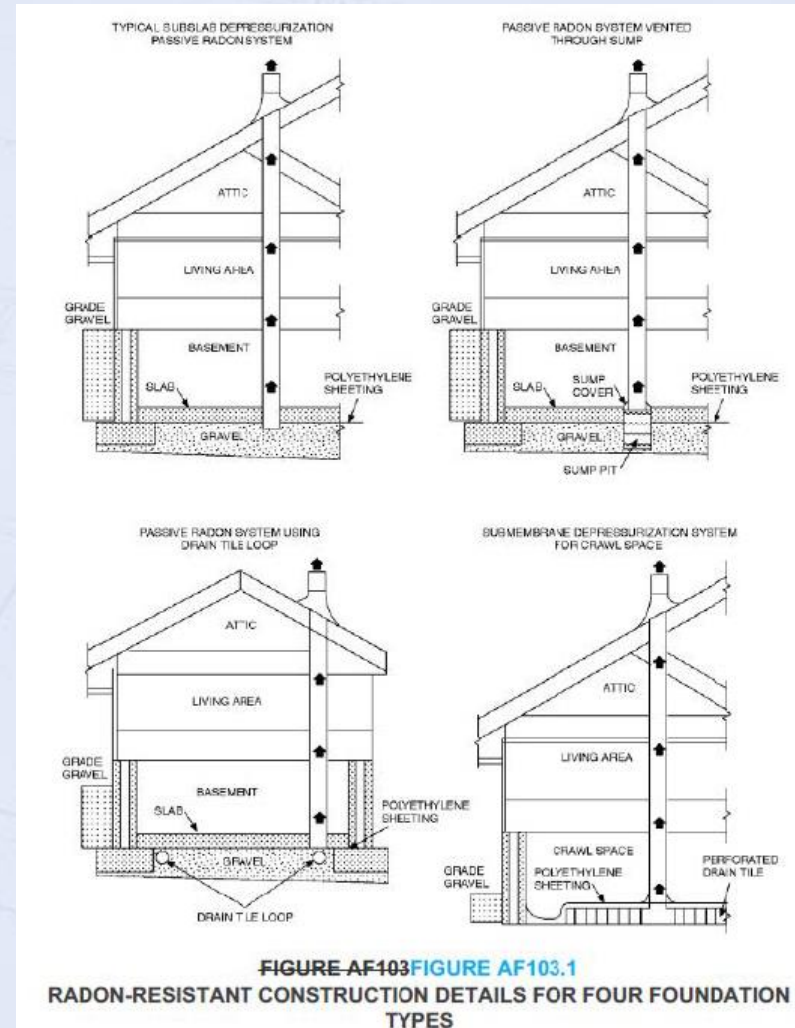 TYPICAL SUBSLAB DEPRESSURIZATION
PASSIVE RADON SYSTEM
ATTIC
LIVING AREA
GRADE
GRAVEL
BASEMENT
SLAB
POLYETHYLENE
SHEETING
GRAVEL
PASSIVE RADON SYSTEM VENTED
THROUGH SUMP
ATTIC
LIVING AREA
GRADE
GRAVEL
BASEMENT
SLAB
SUMP
COVER
POLYETHYLENE
SHEETING
GRAVEL
SUMP PIT
PASSIVE RADON SYSTEM USING
DRAIN TILE LOOP
ATTIC
LIVING AREA
GRADE
GRAVEL
BASEMENT
SLAB
POLYETHYLENE
SHEETING
GRAVEL
DRAIN TILE LOOP
SUBMEMBRANE DEPRESSURIZATION SYSTEM
FOR CRAWL SPACE
ATTIC
LIVING AREA
CRAWL SPACE
GRADE
GRAVEL
POLYETHYLENE
SHEETING
PERFORATED
DRAIN TILE
FIGURE AF103FIGURE AF103.1
RADON-RESISTANT CONSTRUCTION DETAILS FOR FOUR FOUNDATION
TYPES